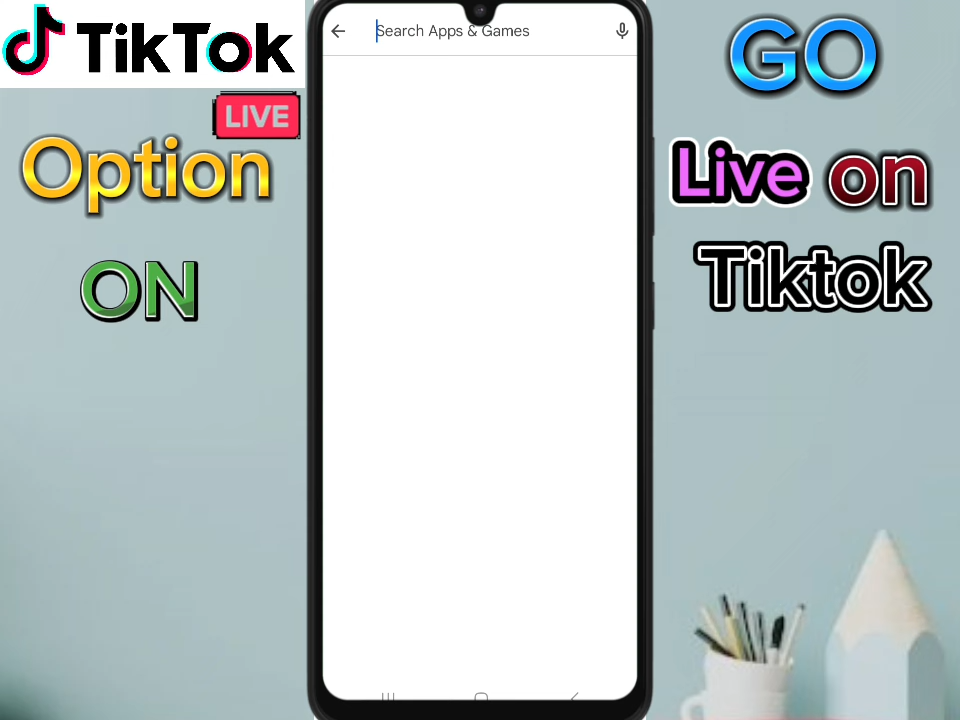 TikTok
LIVE
Option
ON
Search Apps & Games
GO
Live on
Tiktok